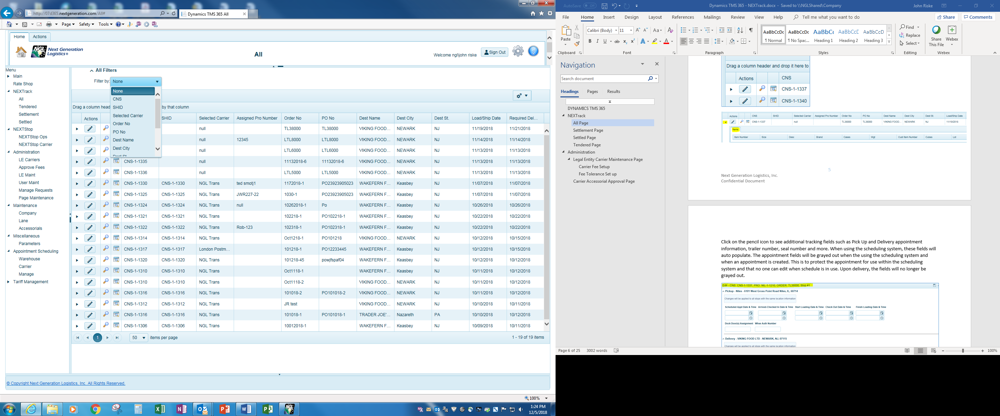 http://07d365.nextgeneration.com/All#
Dynamics TMS 365 All
Page Safety Tools
Home Actions
NGL Next Generation Logistics®
All
Welcome ngl\john riske
Sign Out
Menu
Main
Rate Shop
NEXTrack
All
Tendered
Settlement
Settled
NEXTStop
NEXTStop Ops
NEXTStop Carrier
Administration
LE Carriers
Approve Fees
LE Maint
User Maint
Manage Requests
Page Maintenance
Maintenance
Company
Lane
Accessorials
Miscellaneous
Parameters
Appointment Scheduling
Warehouse
Carrier
Manage
Tariff Management
All Filters
Filter by: None
None
CNS
SHID
Selected Carrier
Order No
PO No
Dest Name
Dest City
Dest St.
Drag a column head by that column
Actions SHID Selected Carrier Assigned Pro Number Order No PO No Dest Name Dest City Dest St. Load/Ship Date Required Del...
null TL38000 TL38000 VIKING FOOD... NEWARK NJ 11/19/2018 11/21/2018
null 12345 LTL8000 LTL8000 VIKING FOOD... NEWARK NJ 11/14/2018 11/14/2018
null LTL6000 LTL6000 VIKING FOOD... NEWARK NJ 11/13/2018 11/13/2018
CNS-1-1335 null 11132018-6 11132018-6 VIKING FOOD... NEWARK NJ 11/13/2018 11/13/2018
CNS-1-1336 null LTL5000 LTL5000 VIKING FOOD... NEWARK NJ 11/13/2018 11/13/2018
CNS-1-1330 CNS-1-1330 NGL Trans ted smotj1 1172018-1 PO23923905023 WAKEFERN F... Keasbey NJ 11/07/2018 11/07/2018
CNS-1-1325 CNS-1-1325 NGL Trans JWR227-22 1030-1 PO23923905023 WAKEFERN F... Keasbey NJ 11/07/2018 11/07/2018
CNS-1-1324 CNS-1-1324 NGL Trans null 10262018-1 Po WAKEFERN F... Keasbey NJ 10/26/2018 10/26/2018
CNS-1-1321 CNS-1-1321 NGL Trans 102218-1 PO102218-1 WAKEFERN F... Keasbey NJ 10/22/2018 10/22/2018
CNS-1-1322 CNS-1-1322 NGL Trans Rob-123 102318-1 PO102318-1 WAKEFERN F... Keasbey NJ 10/22/2018 10/22/2018
CNS-1-1314 CNS-1-1314 NGL Trans Oct1218-1 PO101218 VIKING FOOD... NEWARK NJ 10/12/2018 10/15/2018
CNS-1-1317 CNS-1-1317 London Postm... 101218-1 PO12233445 WAKEFERN F... Keasbey NJ 10/12/2018 10/15/2018
CNS-1-1320 CNS-1-1320 NGL Trans 101218-45 powjfspaf04 WAKEFERN F... Keasbey NJ 10/12/2018 10/12/2018
CNS-1-1310 CNS-1-1310 NGL Trans Oct1118-1 WAKEFERN F... Keasbey NJ 10/11/2018 10/12/2018
CNS-1-1310 CNS-1-1310 NGL Trans Oct1118-2 VIKING FOOD... NEWARK NJ 10/11/2018 10/12/2018
CNS-1-1316 CNS-1-1316 NGL Trans 101018-2 PO101018-2 VIKING FOOD... NEWARK NJ 10/11/2018 10/12/2018
CNS-1-1312 CNS-1-1312 NGL Trans JR test VIKING FOOD... NEWARK NJ 10/10/2018 10/11/2018
CNS-1-1316 CNS-1-1316 NGL Trans 101018-1 PO101018-1 TRADER JOE'... Nazareth PA 10/10/2018 10/12/2018
CNS-1-1306 CNS-1-1306 NGL Trans 10012018-1 WAKEFERN F... Keasbey NJ 10/09/2018 10/11/2018
1 50 items per page 1 - 19 of 19 items
© Copyright Next Generation Logistics, Inc. All Rights Reserved.
100%
1:24 PM
12/5/2018
AutoSave Off Dynamics TMS 365 - NEXTrack.docx - Saved to \\NGLShared\Company John Riske
File Home Insert Design Layout References Mailings Review View Help Tell me what you want to do Share Comments
Paste
Calibri (Body) 11
AaBbCcDc AaBbCcDc AaBbC AaBbCcE AaBbCcD
¶ Normal ¶ No Spac... Heading 1 Heading 2 Heading 3
Find
Replace
Select
Share This File
Webex
Clipboard Font Paragraph Styles Editing Webex
Navigation
Search document
Headings Pages Results
DYNAMICS TMS 365
NEXTrack
All Page
Settlement Page
Settled Page
Tendered Page
Administration
Legal Entity Carrier Maintenance Page
Carrier Fee Setup
Fee Tolerance Set up
Carrier Accessorial Approval Page
Drag a column header and drop it here to
Actions CNS
CNS-1-1337
CNS-1-1340
Actions CNS SHID Selected Carrier Assigned Pro Number Order No PO No Dest Name Dest City Dest St. Load/Ship Date
CNS-1-1337 null TL38000 TL38000 VIKING FOOD... NEWARK NJ 11/19/2018
Items
Item Number Size Desc Brand Cases Wgt Cust Item Number Cubes Lot
5
Next Generation Logistics, Inc.
Confidential Document
Click on the pencil icon to see additional tracking fields such as Pick Up and Delivery appointment
information, trailer number, seal number and more. When using the scheduling system, these fields will
auto populate. The appointment fields will be grayed out when the using the scheduling system and
when an appointment is created. This is to protect the appointment for use within the scheduling
system and that no one can edit when schedule is in use. Upon delivery, the fields will no longer be
grayed out.
Edit - CNS: CNS-1-1337, PRO: NIL-1-1210, ORDER: TL38000, Stop #1
Pickup - Niles - 6101 West Gross Point Road Niles, IL, 60714
Changes will be applied to all stops with the same location information
Scheduled Appt Date & Time Arrived-Checked In Date & Time Start Loading Date & Time Check Out Date & Time Finish Loading Date & Time
Dock Door(s) Assignment Whse Auth Number
Delivery - VIKING FOOD LTD - NEWARK, NJ, 07115
Changes will be applied to all stops with the same location information
Page 6 of 25 3002 words 100%